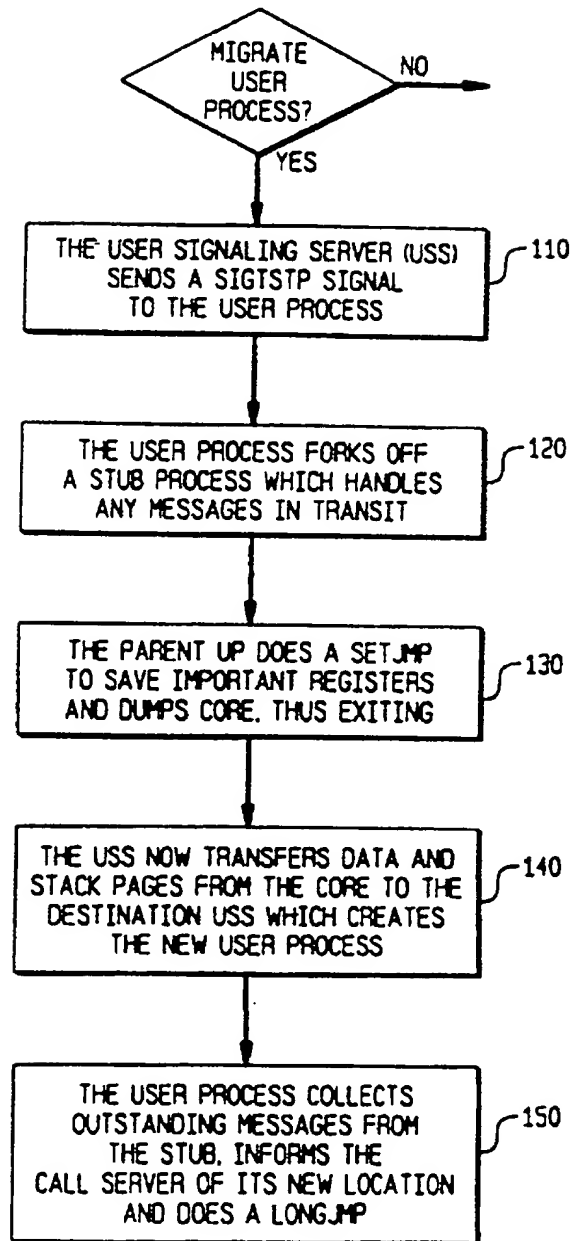 MIGRATE
USER
PROCESS?
NO
YES
THE USER SIGNALING SERVER (USS)
SENDS A SIGTSTP SIGNAL
TO THE USER PROCESS
110
THE USER PROCESS FORKS OFF
A STUB PROCESS WHICH HANDLES
ANY MESSAGES IN TRANSIT
120
THE PARENT UP DOES A SETJMP
TO SAVE IMPORTANT REGISTERS
AND DUMPS CORE, THUS EXITING
130
THE USS NOW TRANSFERS DATA AND
STACK PAGES FROM THE CORE TO THE
DESTINATION USS WHICH CREATES
THE NEW USER PROCESS
140
THE USER PROCESS COLLECTS
OUTSTANDING MESSAGES FROM
THE STUB, INFORMS THE
CALL SERVER OF ITS NEW LOCATION
AND DOES A LONGJMP
150